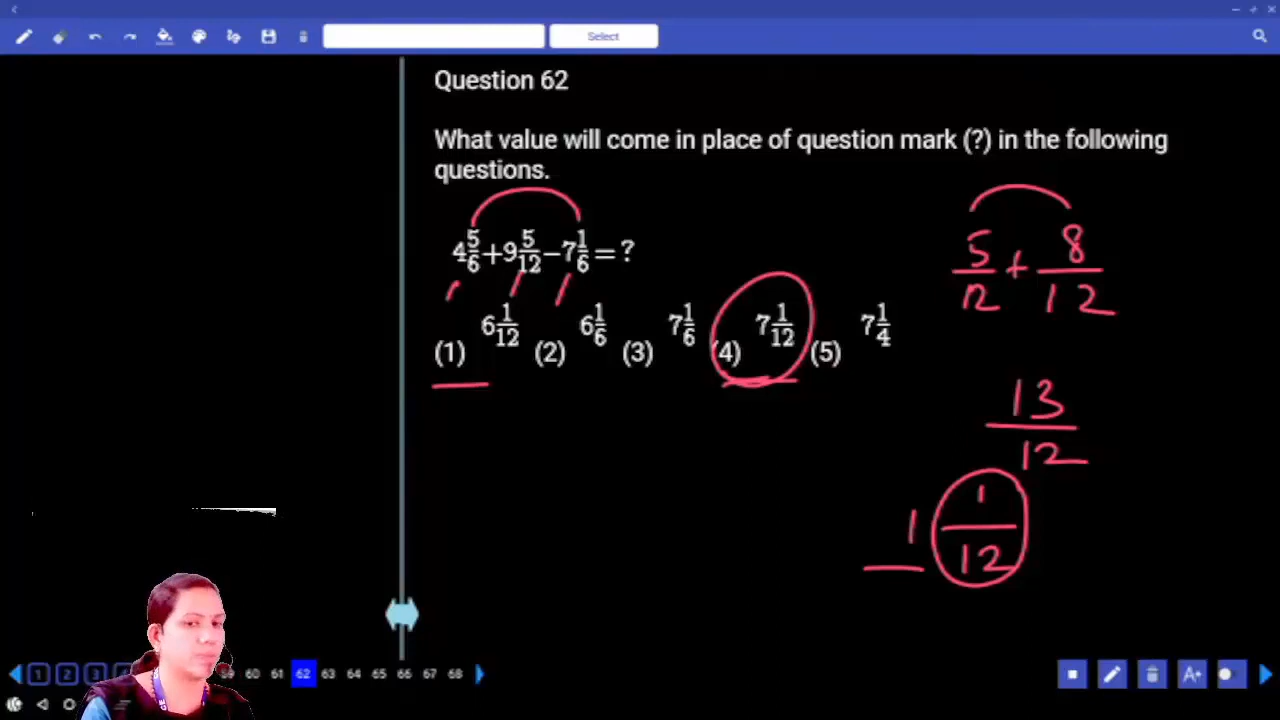 Select
Question 62
What value will come in place of question mark (?) in the following
questions.
4 5/6 + 9 5/12 − 7 1/6 = ?
(1) 6 1/12 (2) 6 1/6 (3) 7 1/6 (4) 7 1/12 (5) 7 1/4
5/12 + 8/12
13/12
1 1/12
1 2 3 60 61 62 63 64 65 66 67 68
A+